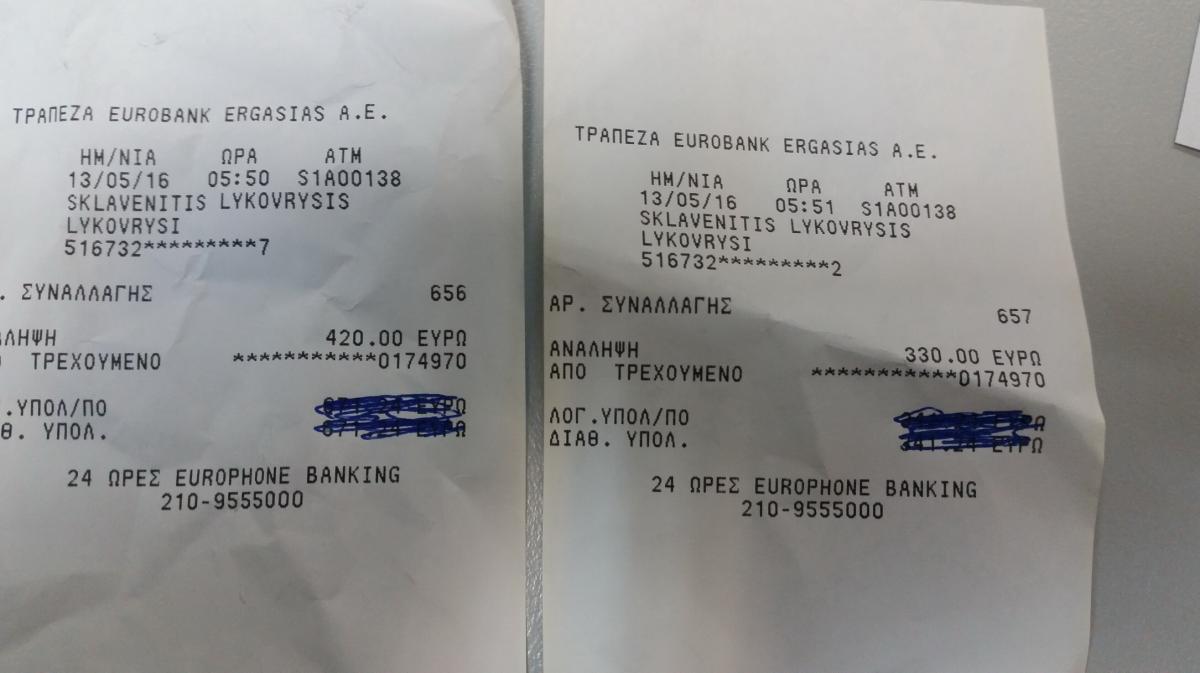 ΤΡΑΠΕΖΑ EUROBANK ERGASIAS A.E.
ΗΜ/ΝΙΑ ΩΡΑ ATM
13/05/16 05:50 S1A00138
SKLAVENITIS LYKOVRYSIS
LYKOVRYSI
516732*********7
. ΣΥΝΑΛΛΑΓΗΣ 656
ΛΗΨΗ 420.00 ΕΥΡΩ
ΤΡΕΧΟΥΜΕΝΟ ***********0174970
.ΥΠΟΛ/ΠΟ
Θ. ΥΠΟΛ.
24 ΩΡΕΣ EUROPHONE BANKING
210-9555000
ΤΡΑΠΕΖΑ EUROBANK ERGASIAS A.E.
ΗΜ/ΝΙΑ ΩΡΑ ATM
13/05/16 05:51 S1A00138
SKLAVENITIS LYKOVRYSIS
LYKOVRYSI
516732*********2
ΑΡ. ΣΥΝΑΛΛΑΓΗΣ 657
ΑΝΑΛΗΨΗ 330.00 ΕΥΡΩ
ΑΠΟ ΤΡΕΧΟΥΜΕΝΟ ***********0174970
ΛΟΓ.ΥΠΟΛ/ΠΟ
ΔΙΑΘ. ΥΠΟΛ.
24 ΩΡΕΣ EUROPHONE BANKING
210-9555000